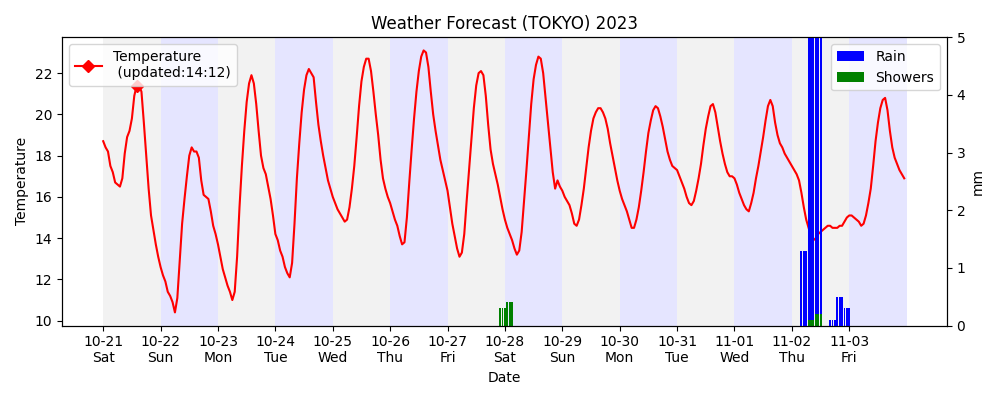 Weather Forecast (TOKYO) 2023
Temperature
(updated:14:12)
Rain
Showers
Temperature
22
20
18
16
14
12
10
5
4
3
2
1
0
mm
10-21 10-22 10-23 10-24 10-25 10-26 10-27 10-28 10-29 10-30 10-31 11-01 11-02 11-03
Sat Sun Mon Tue Wed Thu Fri Sat Sun Mon Tue Wed Thu Fri
Date